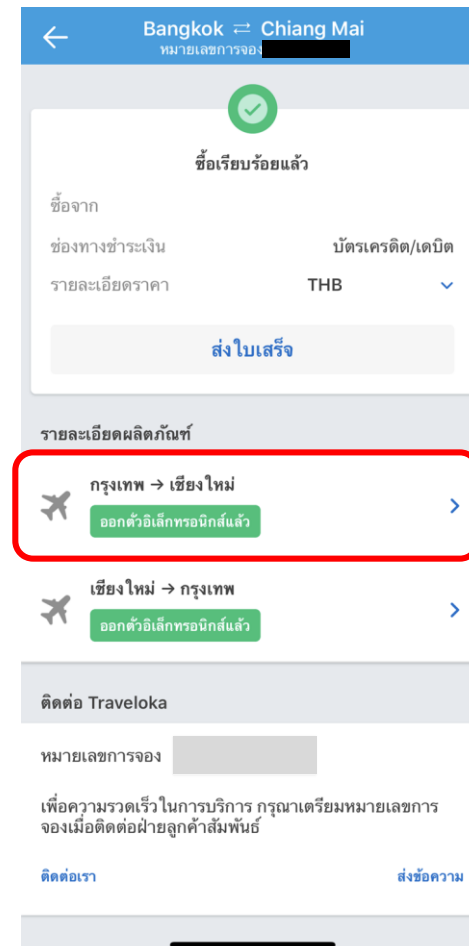 Bangkok ⇄ Chiang Mai
หมายเลขการจอง
ซื้อเรียบร้อยแล้ว
ซื้อจาก
ช่องทางชำระเงิน บัตรเครดิต/เดบิต
รายละเอียดราคา THB
ส่งใบเสร็จ
รายละเอียดผลิตภัณฑ์
กรุงเทพ → เชียงใหม่
ออกตั๋วอิเล็กทรอนิกส์แล้ว
เชียงใหม่ → กรุงเทพ
ออกตั๋วอิเล็กทรอนิกส์แล้ว
ติดต่อ Traveloka
หมายเลขการจอง
เพื่อความรวดเร็วในการบริการ กรุณาเตรียมหมายเลขการ
จองเมื่อติดต่อฝ่ายลูกค้าสัมพันธ์
ติดต่อเรา ส่งข้อความ